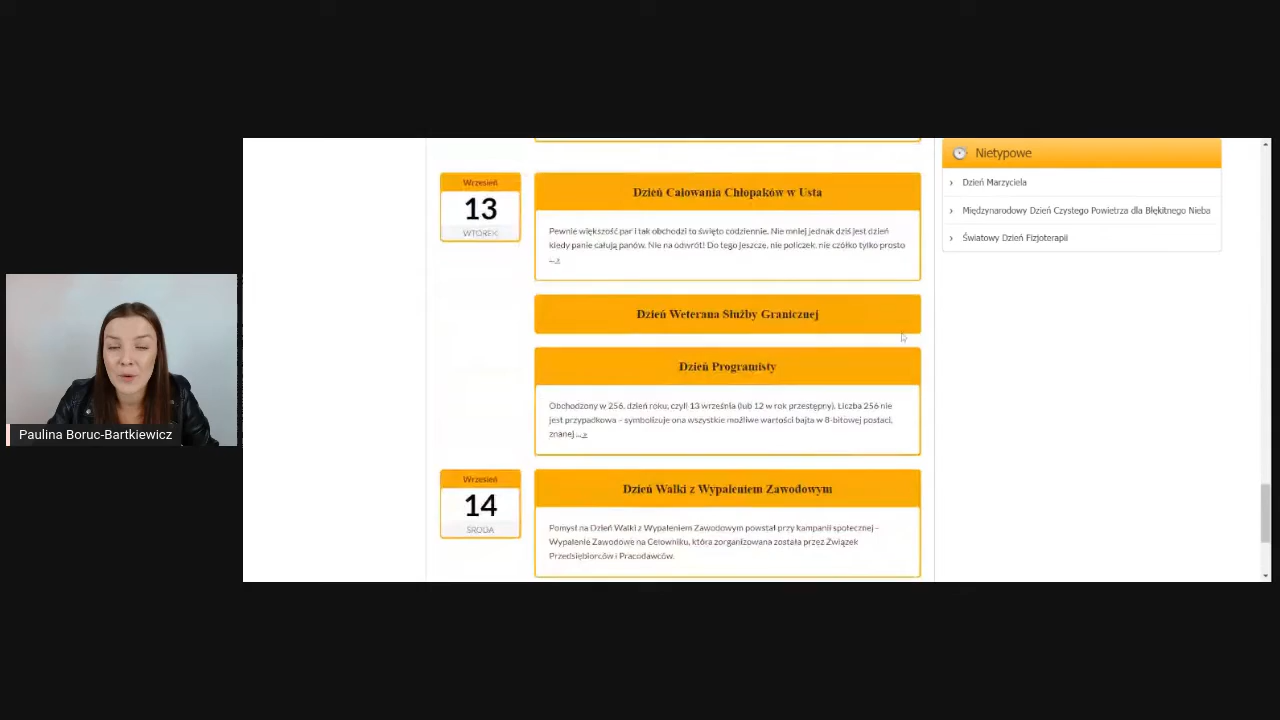 Nietypowe
Dzień Marzyciela
Międzynarodowy Dzień Czystego Powietrza dla Błękitnego Nieba
Światowy Dzień Fizjoterapii
Wrzesień
13
WTOREK
Dzień Całowania Chłopaków w Usta
Pewnie większość par i tak obchodzi to święto codziennie. Nie mniej jednak dziś jest dzień
kiedy panie całują panów. Nie na odwrót! Do tego jeszcze, nie policzek, nie czółko tylko prosto
... »
Dzień Weterana Służby Granicznej
Dzień Programisty
Obchodzony w 256. dzień roku, czyli 13 września (lub 12 w rok przestępny). Liczba 256 nie
jest przypadkowa – symbolizuje ona wszystkie możliwe wartości bajta w 8-bitowej postaci,
znanej ... »
Wrzesień
14
ŚRODA
Dzień Walki z Wypaleniem Zawodowym
Pomysł na Dzień Walki z Wypaleniem Zawodowym powstał przy kampanii społecznej –
Wypalenie Zawodowe na Celowniku, która zorganizowana została przez Związek
Przedsiębiorców i Pracodawców.
Paulina Boruc-Bartkiewicz